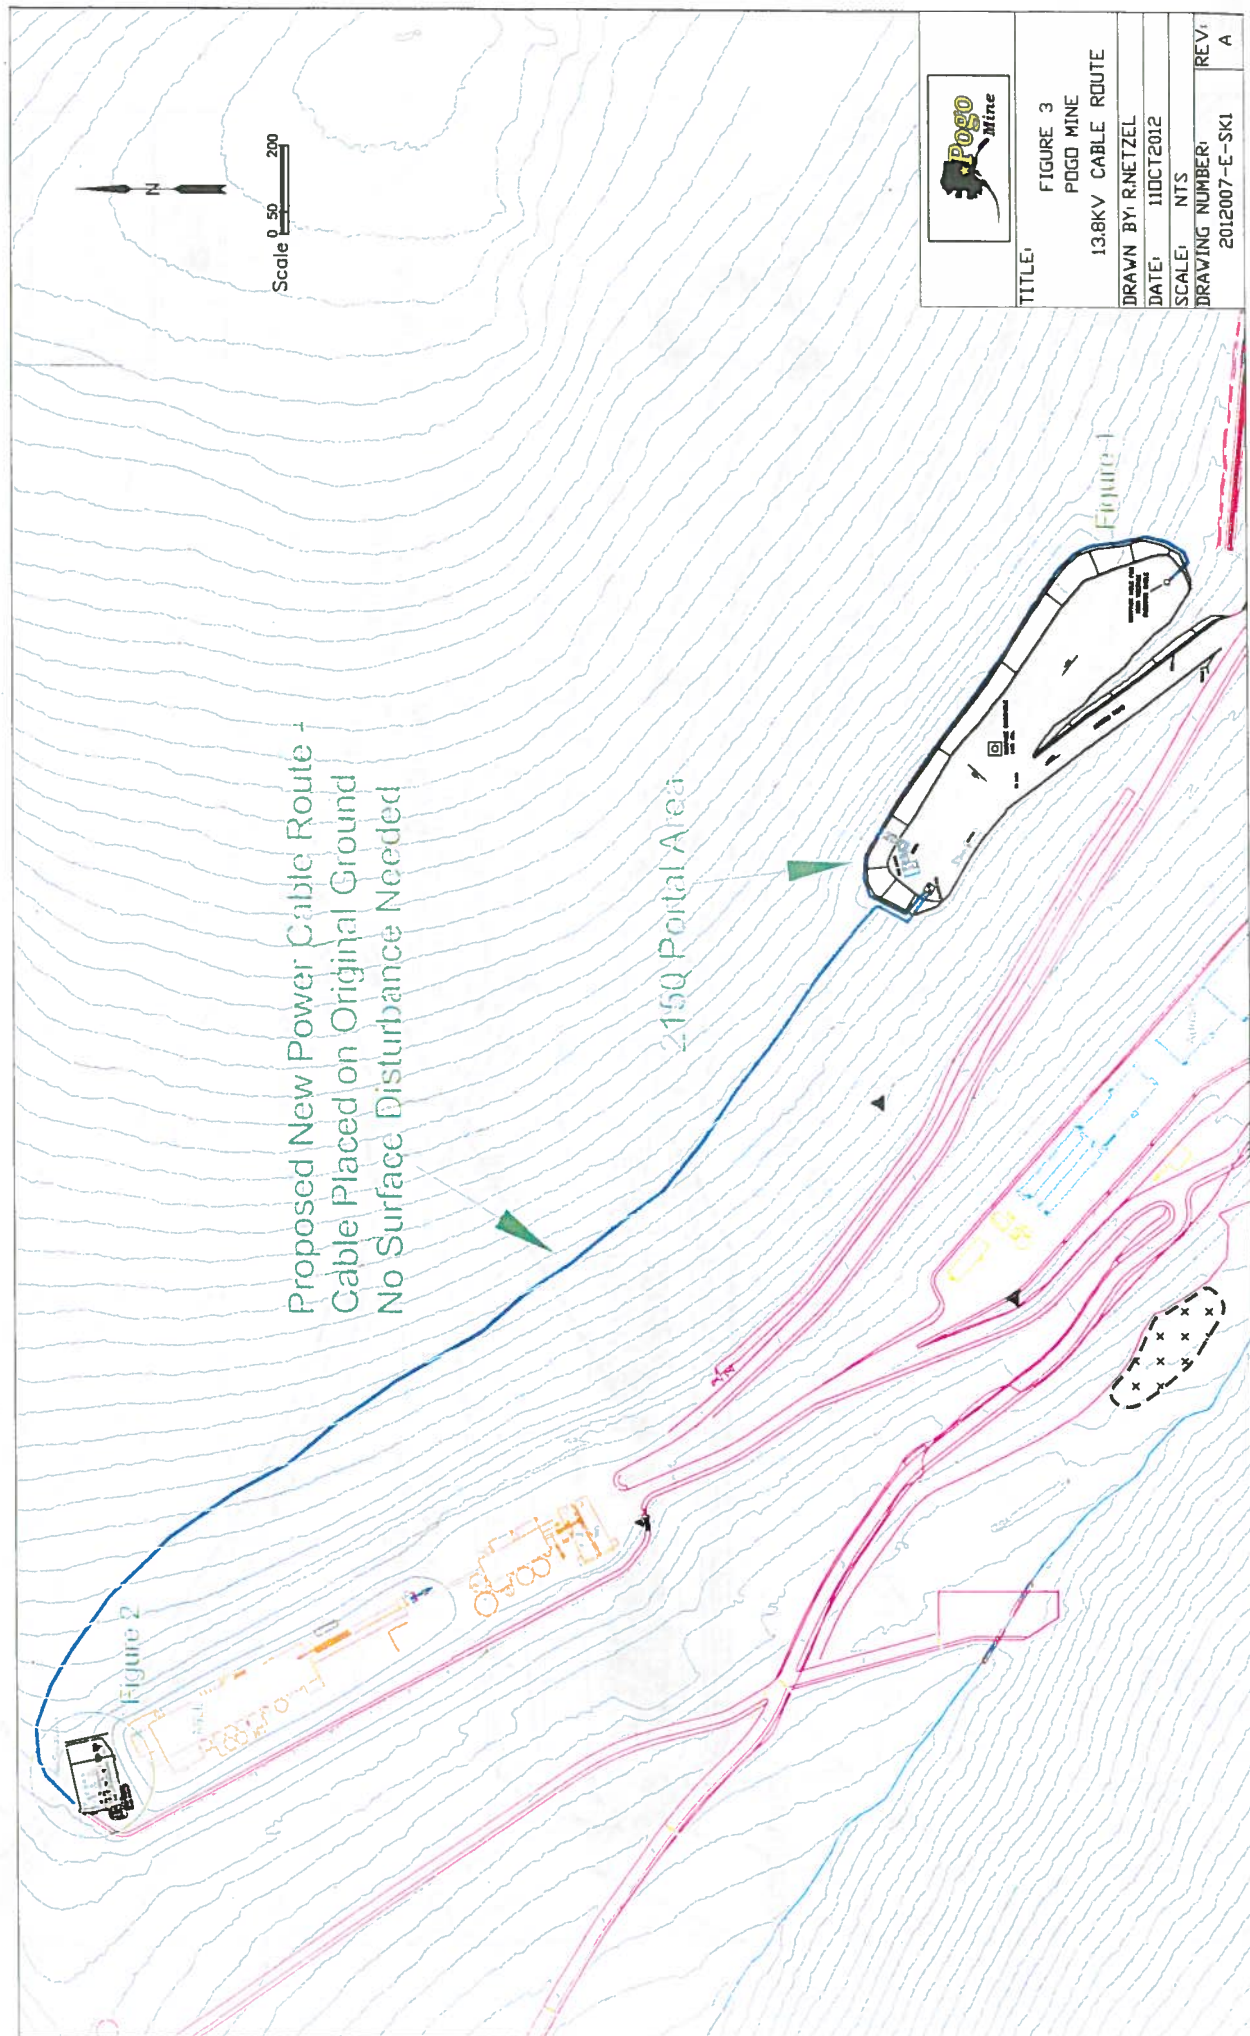 N
Scale 0 50 200
Proposed New Power Cable Route -
Cable Placed on Original Ground
No Surface Disturbance Needed
2150 Portal Area
Figure 2
Figure 1
Pogo
Mine
TITLE:
FIGURE 3
POGO MINE
13.8KV CABLE ROUTE
DRAWN BY: R.NETZEL
DATE: 11OCT2012
SCALE: NTS
DRAWING NUMBER: REV:
2012007-E-SK1 A